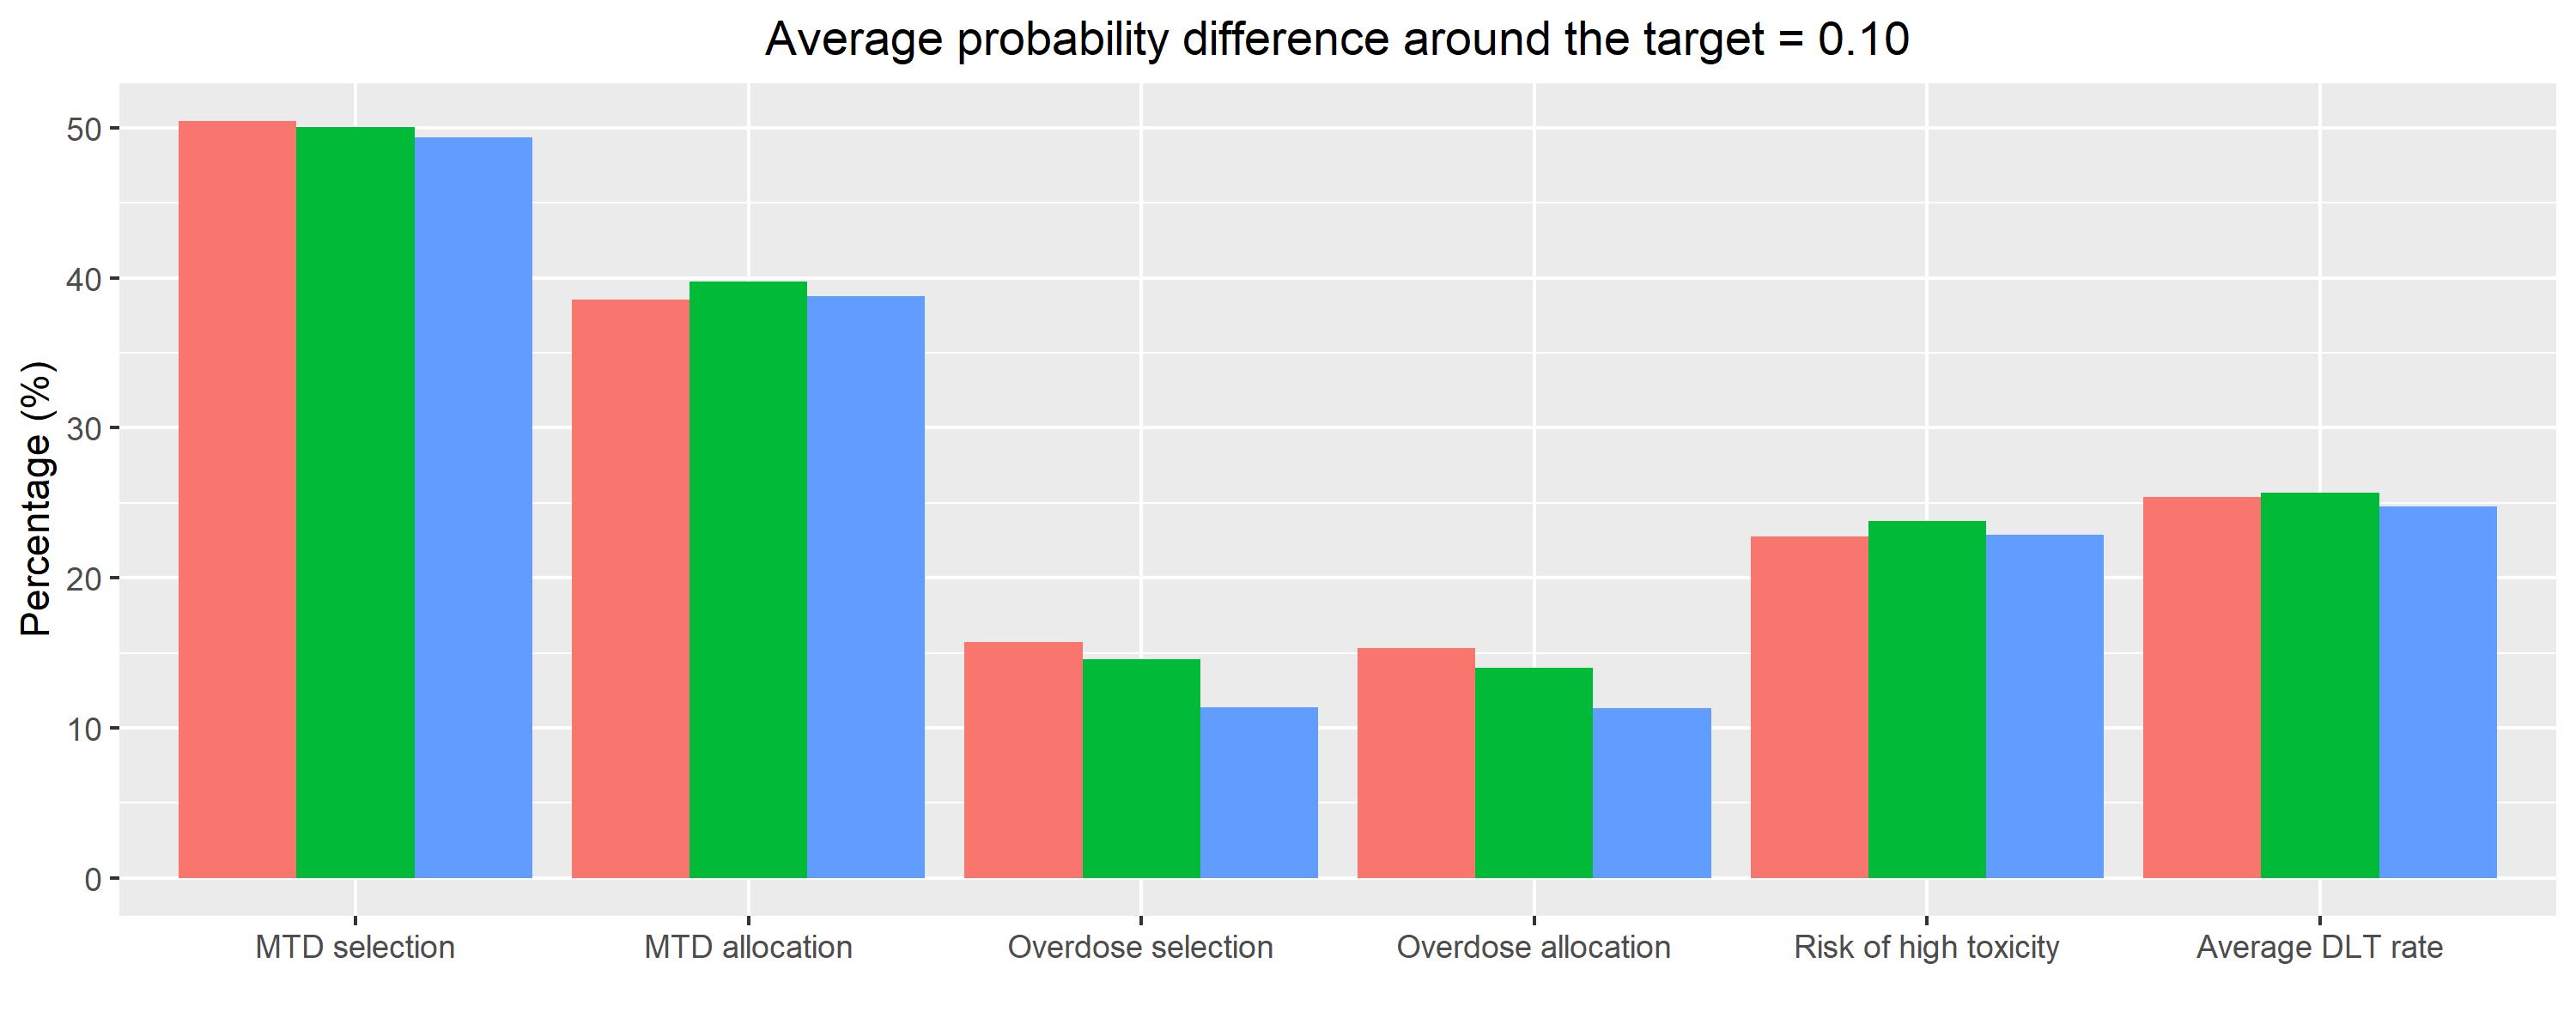 Average probability difference around the target = 0.10
Percentage (%)
50
40
30
20
10
0
MTD selection
MTD allocation
Overdose selection
Overdose allocation
Risk of high toxicity
Average DLT rate